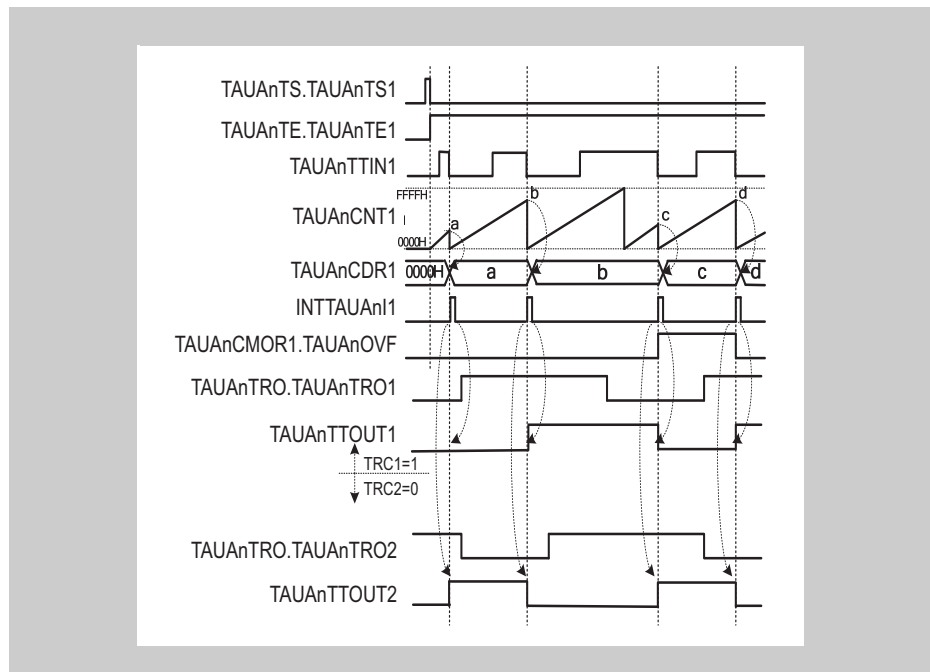 TAUAnTS.TAUAnTS1
TAUAnTE.TAUAnTE1
TAUAnTTIN1
FFFFH
b
d
TAUAnCNT1
a
c
0000H
TAUAnCDR1 0000H a b c d
INTTAUAnI1
TAUAnCMOR1.TAUAnOVF
TAUAnTRO.TAUAnTRO1
TAUAnTTOUT1
TRC1=1
TRC2=0
TAUAnTRO.TAUAnTRO2
TAUAnTTOUT2